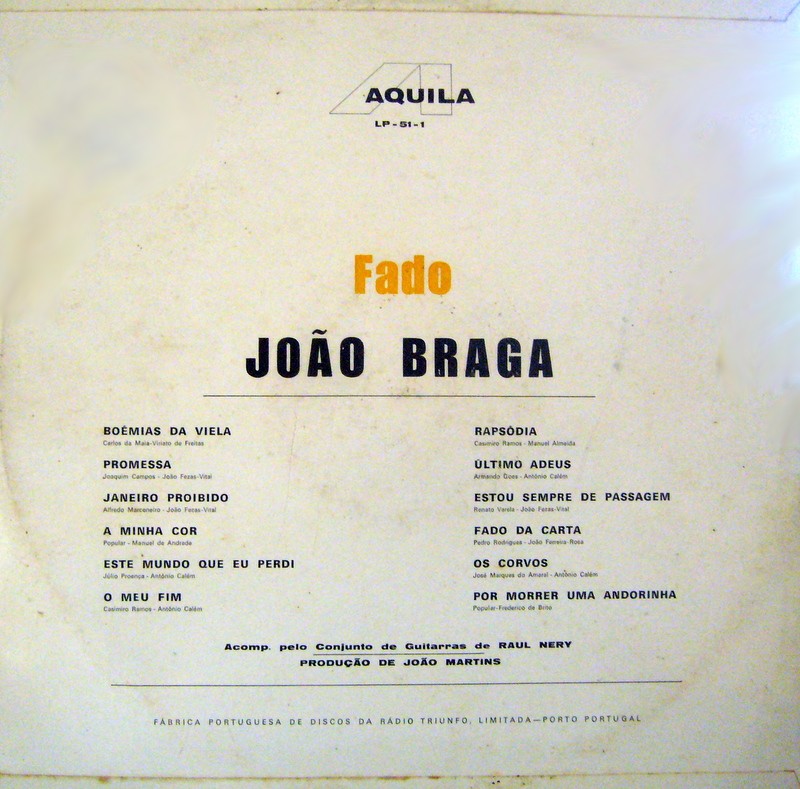 AQUILA
LP-51-1
Fado
JOÃO BRAGA
BOÊMIAS DA VIELA
Carlos da Maia-Viriato de Freitas
PROMESSA
Joaquim Campos - João Fezas-Vital
JANEIRO PROIBIDO
Alfredo Marceneiro - João Fezas-Vital
A MINHA COR
Popular - Manuel de Andrade
ESTE MUNDO QUE EU PERDI
Júlio Proença - António Calém
O MEU FIM
Casimiro Ramos - António Calém
RAPSÓDIA
Casimiro Ramos - Manuel Almeida
ÚLTIMO ADEUS
Armando Goes - António Calém
ESTOU SEMPRE DE PASSAGEM
Renato Varela - João Fezas-Vital
FADO DA CARTA
Pedro Rodrigues - João Ferreira-Rosa
OS CORVOS
José Marques do Amaral - António Calém
POR MORRER UMA ANDORINHA
Popular-Frederico de Brito
Acomp. pelo Conjunto de Guitarras de RAUL NERY
PRODUÇÃO DE JOÃO MARTINS
FÁBRICA PORTUGUESA DE DISCOS DA RÁDIO TRIUNFO, LIMITADA—PORTO PORTUGAL